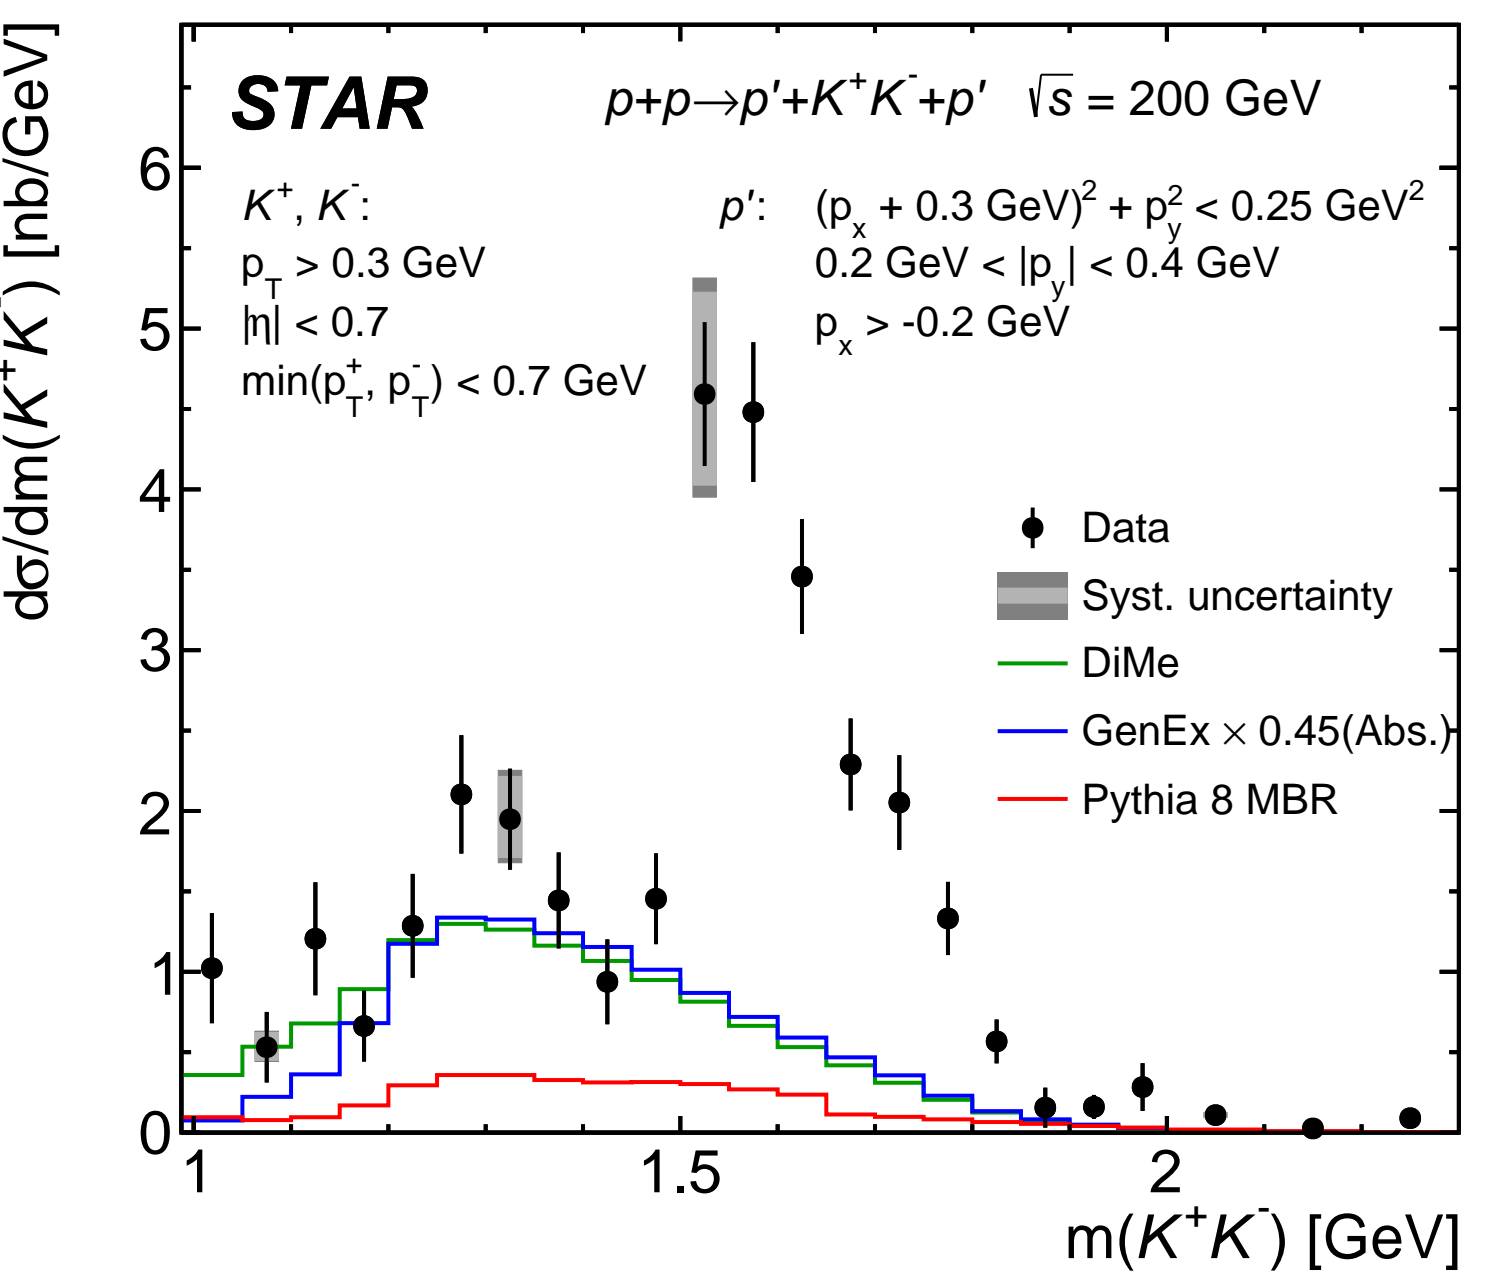 STAR p+p→p′+K⁺K⁻+p′ √s = 200 GeV
K⁺, K⁻: p′: (pₓ + 0.3 GeV)² + p_y² < 0.25 GeV²
p_T > 0.3 GeV 0.2 GeV < |p_y| < 0.4 GeV
|η| < 0.7 pₓ > -0.2 GeV
min(p_T⁺, p_T⁻) < 0.7 GeV
dσ/dm(K⁺K⁻) [nb/GeV]
6
5
4
3
2
1
0
Data
Syst. uncertainty
DiMe
GenEx × 0.45(Abs.)
Pythia 8 MBR
1 1.5 2
m(K⁺K⁻) [GeV]